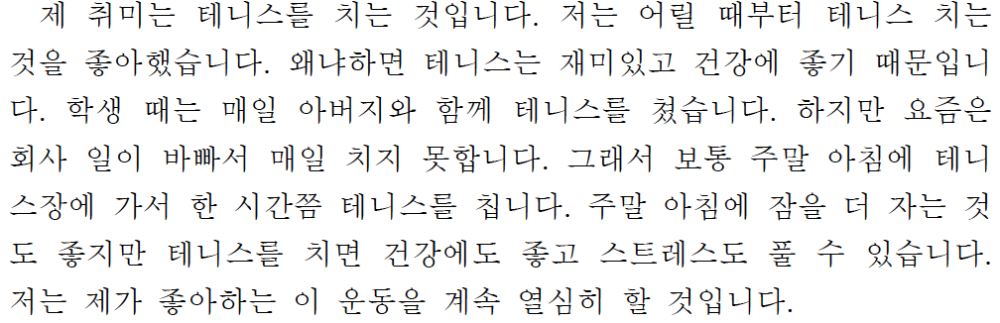 제 취미는 테니스를 치는 것입니다. 저는 어릴 때부터 테니스 치는
것을 좋아했습니다. 왜냐하면 테니스는 재미있고 건강에 좋기 때문입니
다. 학생 때는 매일 아버지와 함께 테니스를 쳤습니다. 하지만 요즘은
회사 일이 바빠서 매일 치지 못합니다. 그래서 보통 주말 아침에 테니
스장에 가서 한 시간쯤 테니스를 칩니다. 주말 아침에 잠을 더 자는 것
도 좋지만 테니스를 치면 건강에도 좋고 스트레스도 풀 수 있습니다.
저는 제가 좋아하는 이 운동을 계속 열심히 할 것입니다.